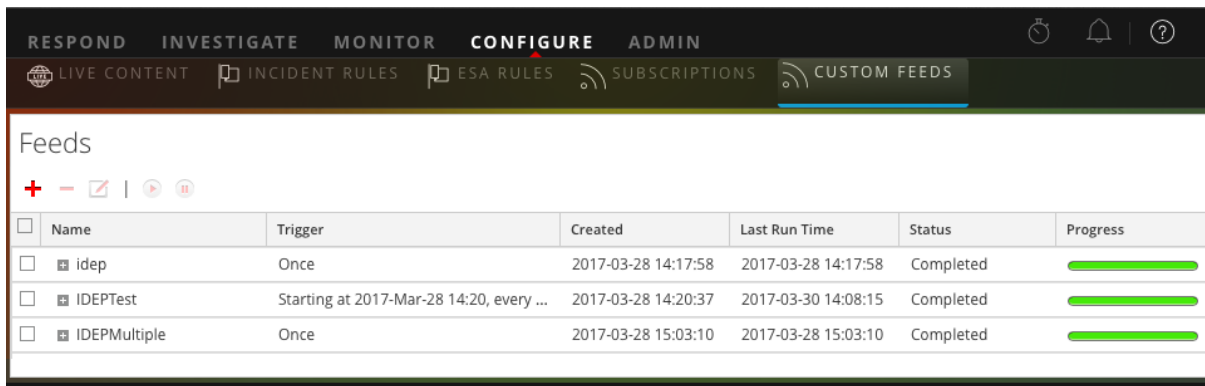 RESPOND INVESTIGATE MONITOR CONFIGURE ADMIN
LIVE LIVE CONTENT INCIDENT RULES ESA RULES SUBSCRIPTIONS CUSTOM FEEDS
Feeds
Name Trigger Created Last Run Time Status Progress
idep Once 2017-03-28 14:17:58 2017-03-28 14:17:58 Completed
IDEPTest Starting at 2017-Mar-28 14:20, every ... 2017-03-28 14:20:37 2017-03-30 14:08:15 Completed
IDEPMultiple Once 2017-03-28 15:03:10 2017-03-28 15:03:10 Completed